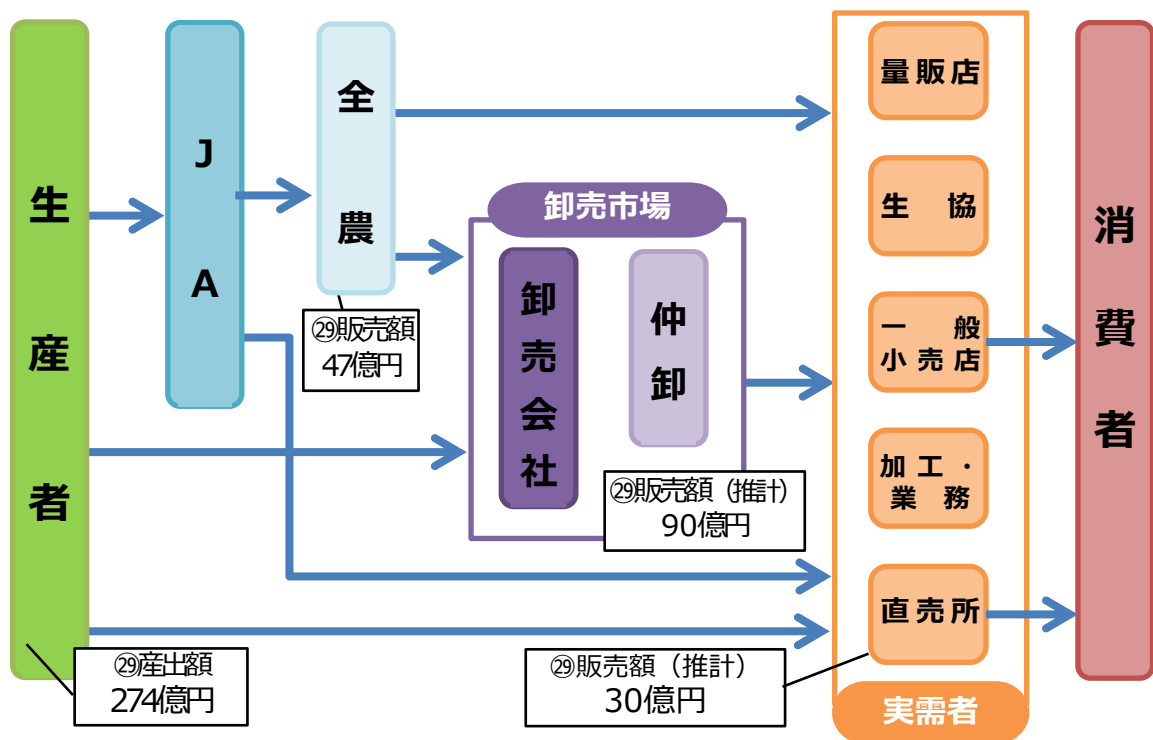 生産者
JA
全農
㉙販売額
47億円
卸売市場
卸売会社
仲卸
㉙販売額（推計）
90億円
量販店
生協
一般
小売店
加工・
業務
直売所
実需者
消費者
㉙産出額
274億円
㉙販売額（推計）
30億円